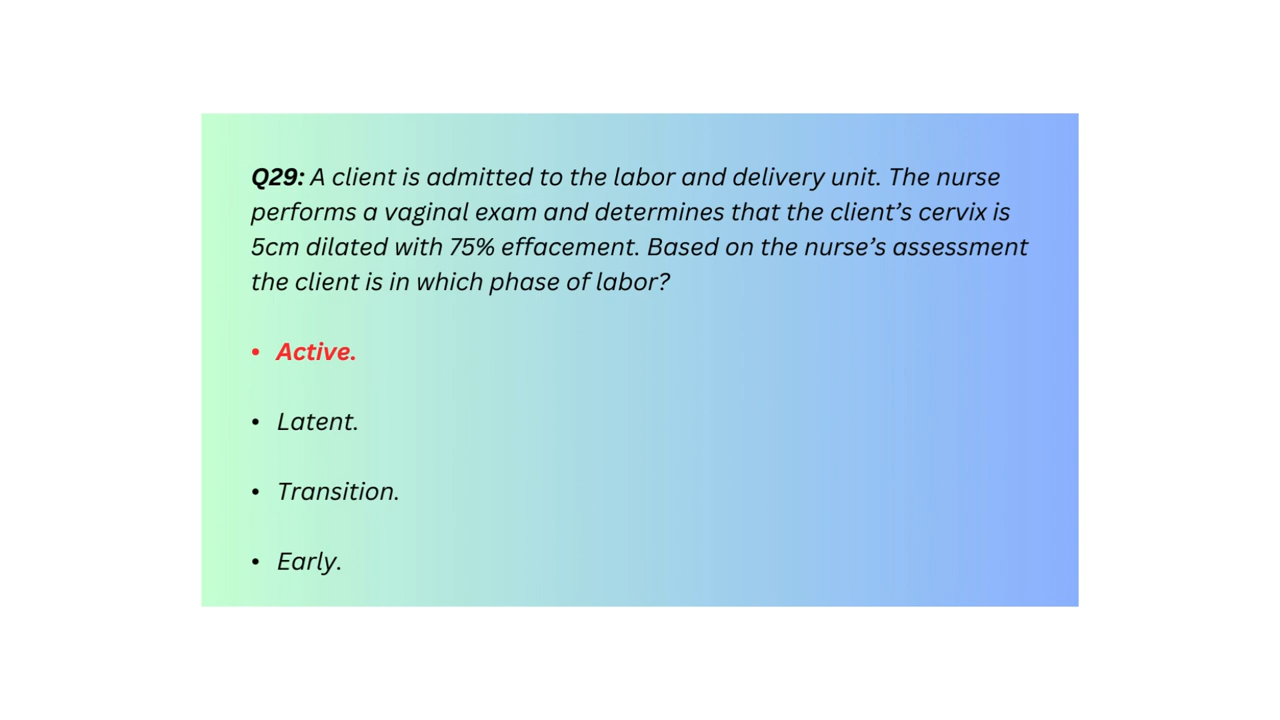 Q29: A client is admitted to the labor and delivery unit. The nurse
performs a vaginal exam and determines that the client’s cervix is
5cm dilated with 75% effacement. Based on the nurse’s assessment
the client is in which phase of labor?
• Active.
• Latent.
• Transition.
• Early.